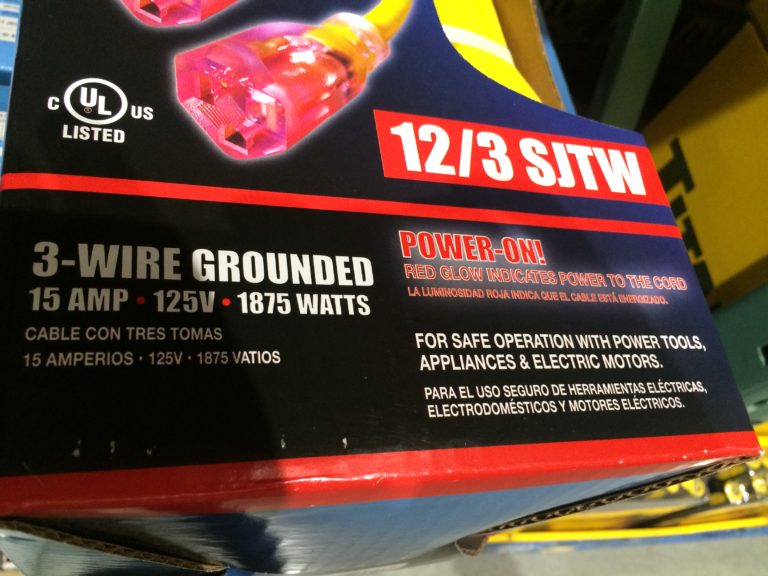 C UL US
LISTED
12/3 SJTW
3-WIRE GROUNDED
15 AMP • 125V • 1875 WATTS
CABLE CON TRES TOMAS
15 AMPERIOS · 125V · 1875 VATIOS
POWER-ON!
RED GLOW INDICATES POWER TO THE CORD
LA LUMINOSIDAD ROJA INDICA QUE EL CABLE ESTÁ ENERGIZADO.
FOR SAFE OPERATION WITH POWER TOOLS,
APPLIANCES & ELECTRIC MOTORS.
PARA EL USO SEGURO DE HERRAMIENTAS ELÉCTRICAS,
ELECTRODOMÉSTICOS Y MOTORES ELÉCTRICOS.